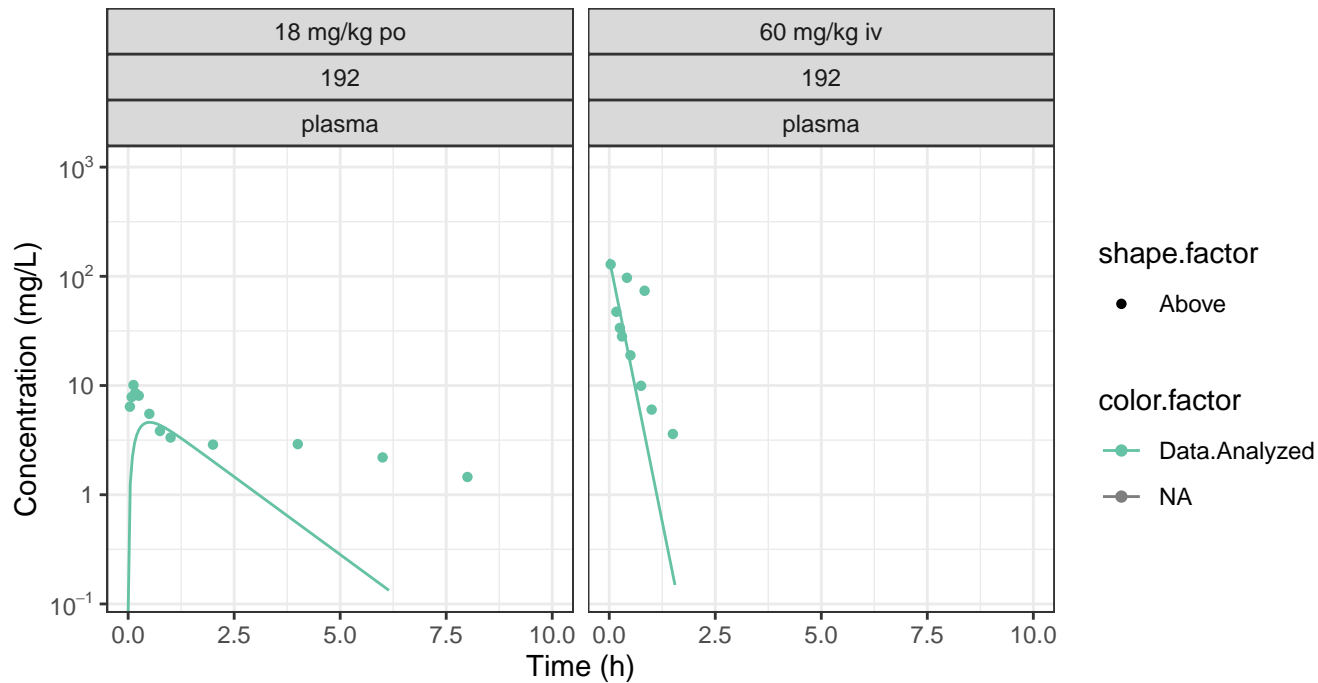 18 mg/kg po
60 mg/kg iv
192
192
plasma
plasma
10³
10²
10
1
10⁻¹
Concentration (mg/L)
0.0 2.5 5.0 7.5 10.0
0.0 2.5 5.0 7.5 10.0
Time (h)
shape.factor
Above
color.factor
Data.Analyzed
NA